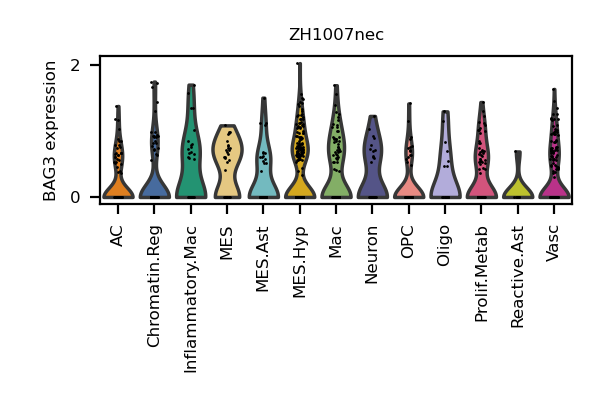 ZH1007nec
BAG3 expression
2
0
AC
Chromatin.Reg
Inflammatory.Mac
MES
MES.Ast
MES.Hyp
Mac
Neuron
OPC
Oligo
Prolif.Metab
Reactive.Ast
Vasc